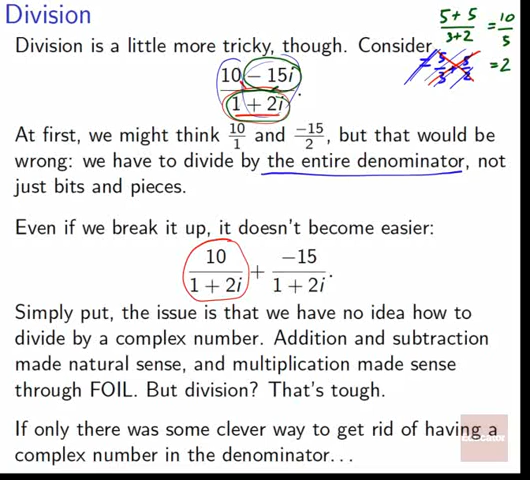 Division
Division is a little more tricky, though. Consider
10 − 15i
1 + 2i
.
5 + 5
3 + 2
= 10
5
= 2
At first, we might think 10/1 and −15/2, but that would be
wrong: we have to divide by the entire denominator, not
just bits and pieces.
Even if we break it up, it doesn't become easier:
10/(1 + 2i) + −15/(1 + 2i).
Simply put, the issue is that we have no idea how to
divide by a complex number. Addition and subtraction
made natural sense, and multiplication made sense
through FOIL. But division? That's tough.
If only there was some clever way to get rid of having a
complex number in the denominator. . .
Educator